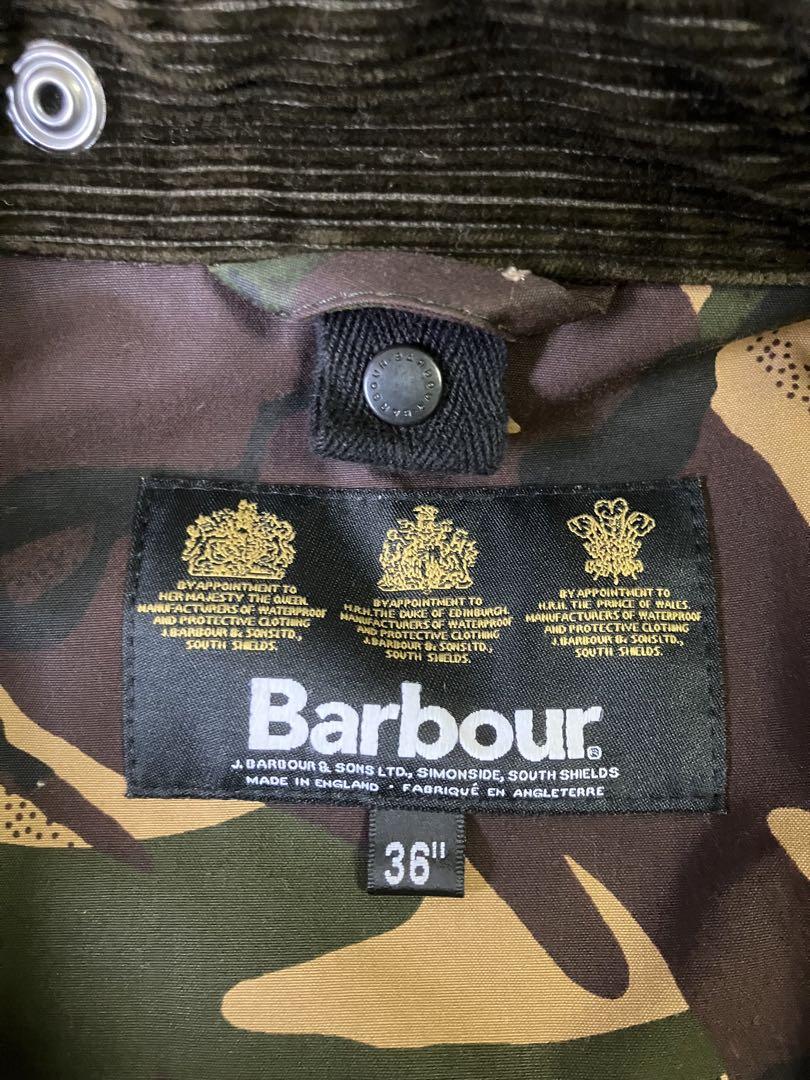 BARBOUR·BARBOUR
BY APPOINTMENT TO
HER MAJESTY THE QUEEN.
MANUFACTURERS OF WATERPROOF
AND PROTECTIVE CLOTHING
J.BARBOUR & SONS LTD.,
SOUTH SHIELDS.
BY APPOINTMENT TO
H.R.H. THE DUKE OF EDINBURGH.
MANUFACTURERS OF WATERPROOF
AND PROTECTIVE CLOTHING
J.BARBOUR & SONS LTD.,
SOUTH SHIELDS.
BY APPOINTMENT TO
H.R.H. THE PRINCE OF WALES.
MANUFACTURERS OF WATERPROOF
AND PROTECTIVE CLOTHING
J.BARBOUR & SONS LTD.,
SOUTH SHIELDS.
Barbour®
J. BARBOUR & SONS LTD., SIMONSIDE, SOUTH SHIELDS
MADE IN ENGLAND · FABRIQUÉ EN ANGLETERRE
36"